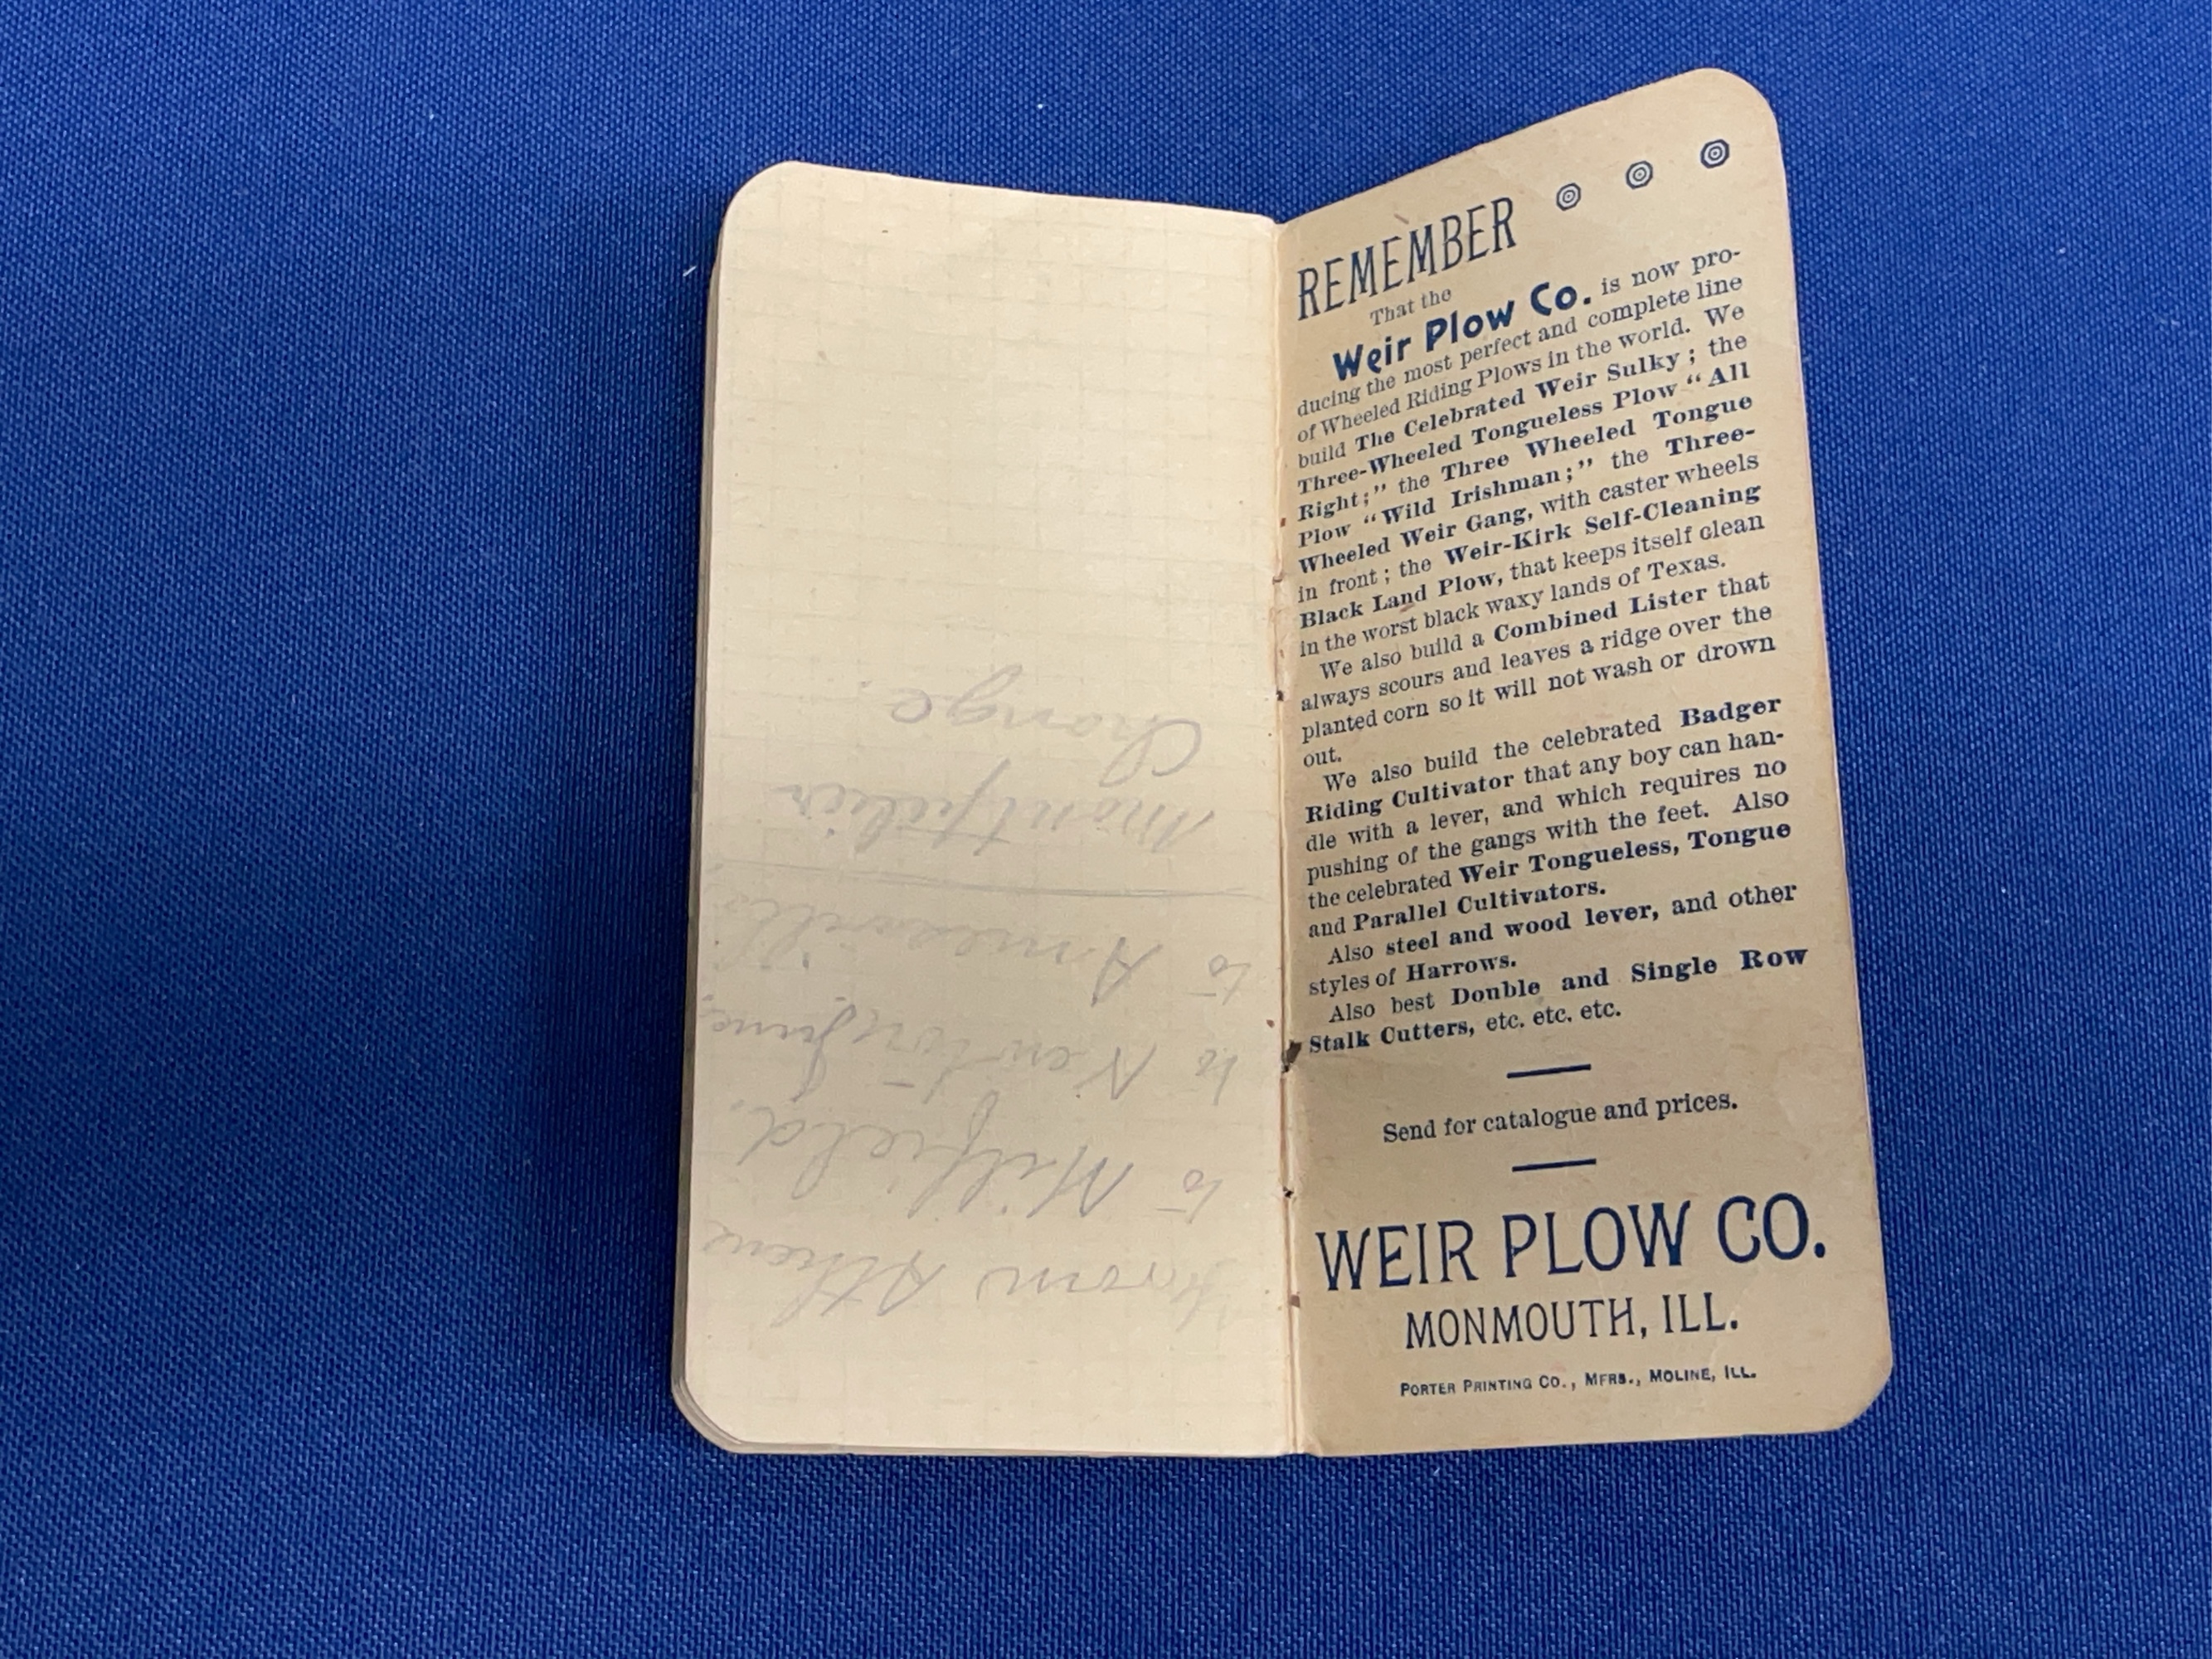 From Athens
to Milfield.
to
to Amesville
Montpelier
Change.
REMEMBER
That the
Weir Plow Co. is now pro-
ducing the most perfect and complete line
of Wheeled Riding Plows in the world. We
build The Celebrated Weir Sulky; the
Three-Wheeled Tongueless Plow "All
Right;" the Three Wheeled Tongue
Plow "Wild Irishman;" the Three-
Wheeled Weir Gang, with caster wheels
in front; the Weir-Kirk Self-Cleaning
Black Land Plow, that keeps itself clean
in the worst black waxy lands of Texas.
We also build a Combined Lister that
always scours and leaves a ridge over the
planted corn so it will not wash or drown
out.
We also build the celebrated Badger
Riding Cultivator that any boy can han-
dle with a lever, and which requires no
pushing of the gangs with the feet. Also
the celebrated Weir Tongueless, Tongue
and Parallel Cultivators.
Also steel and wood lever, and other
styles of Harrows.
Also best Double and Single Row
Stalk Cutters, etc. etc. etc.
Send for catalogue and prices.
WEIR PLOW CO.
MONMOUTH, ILL.
PORTER PRINTING CO., MFRS., MOLINE, ILL.